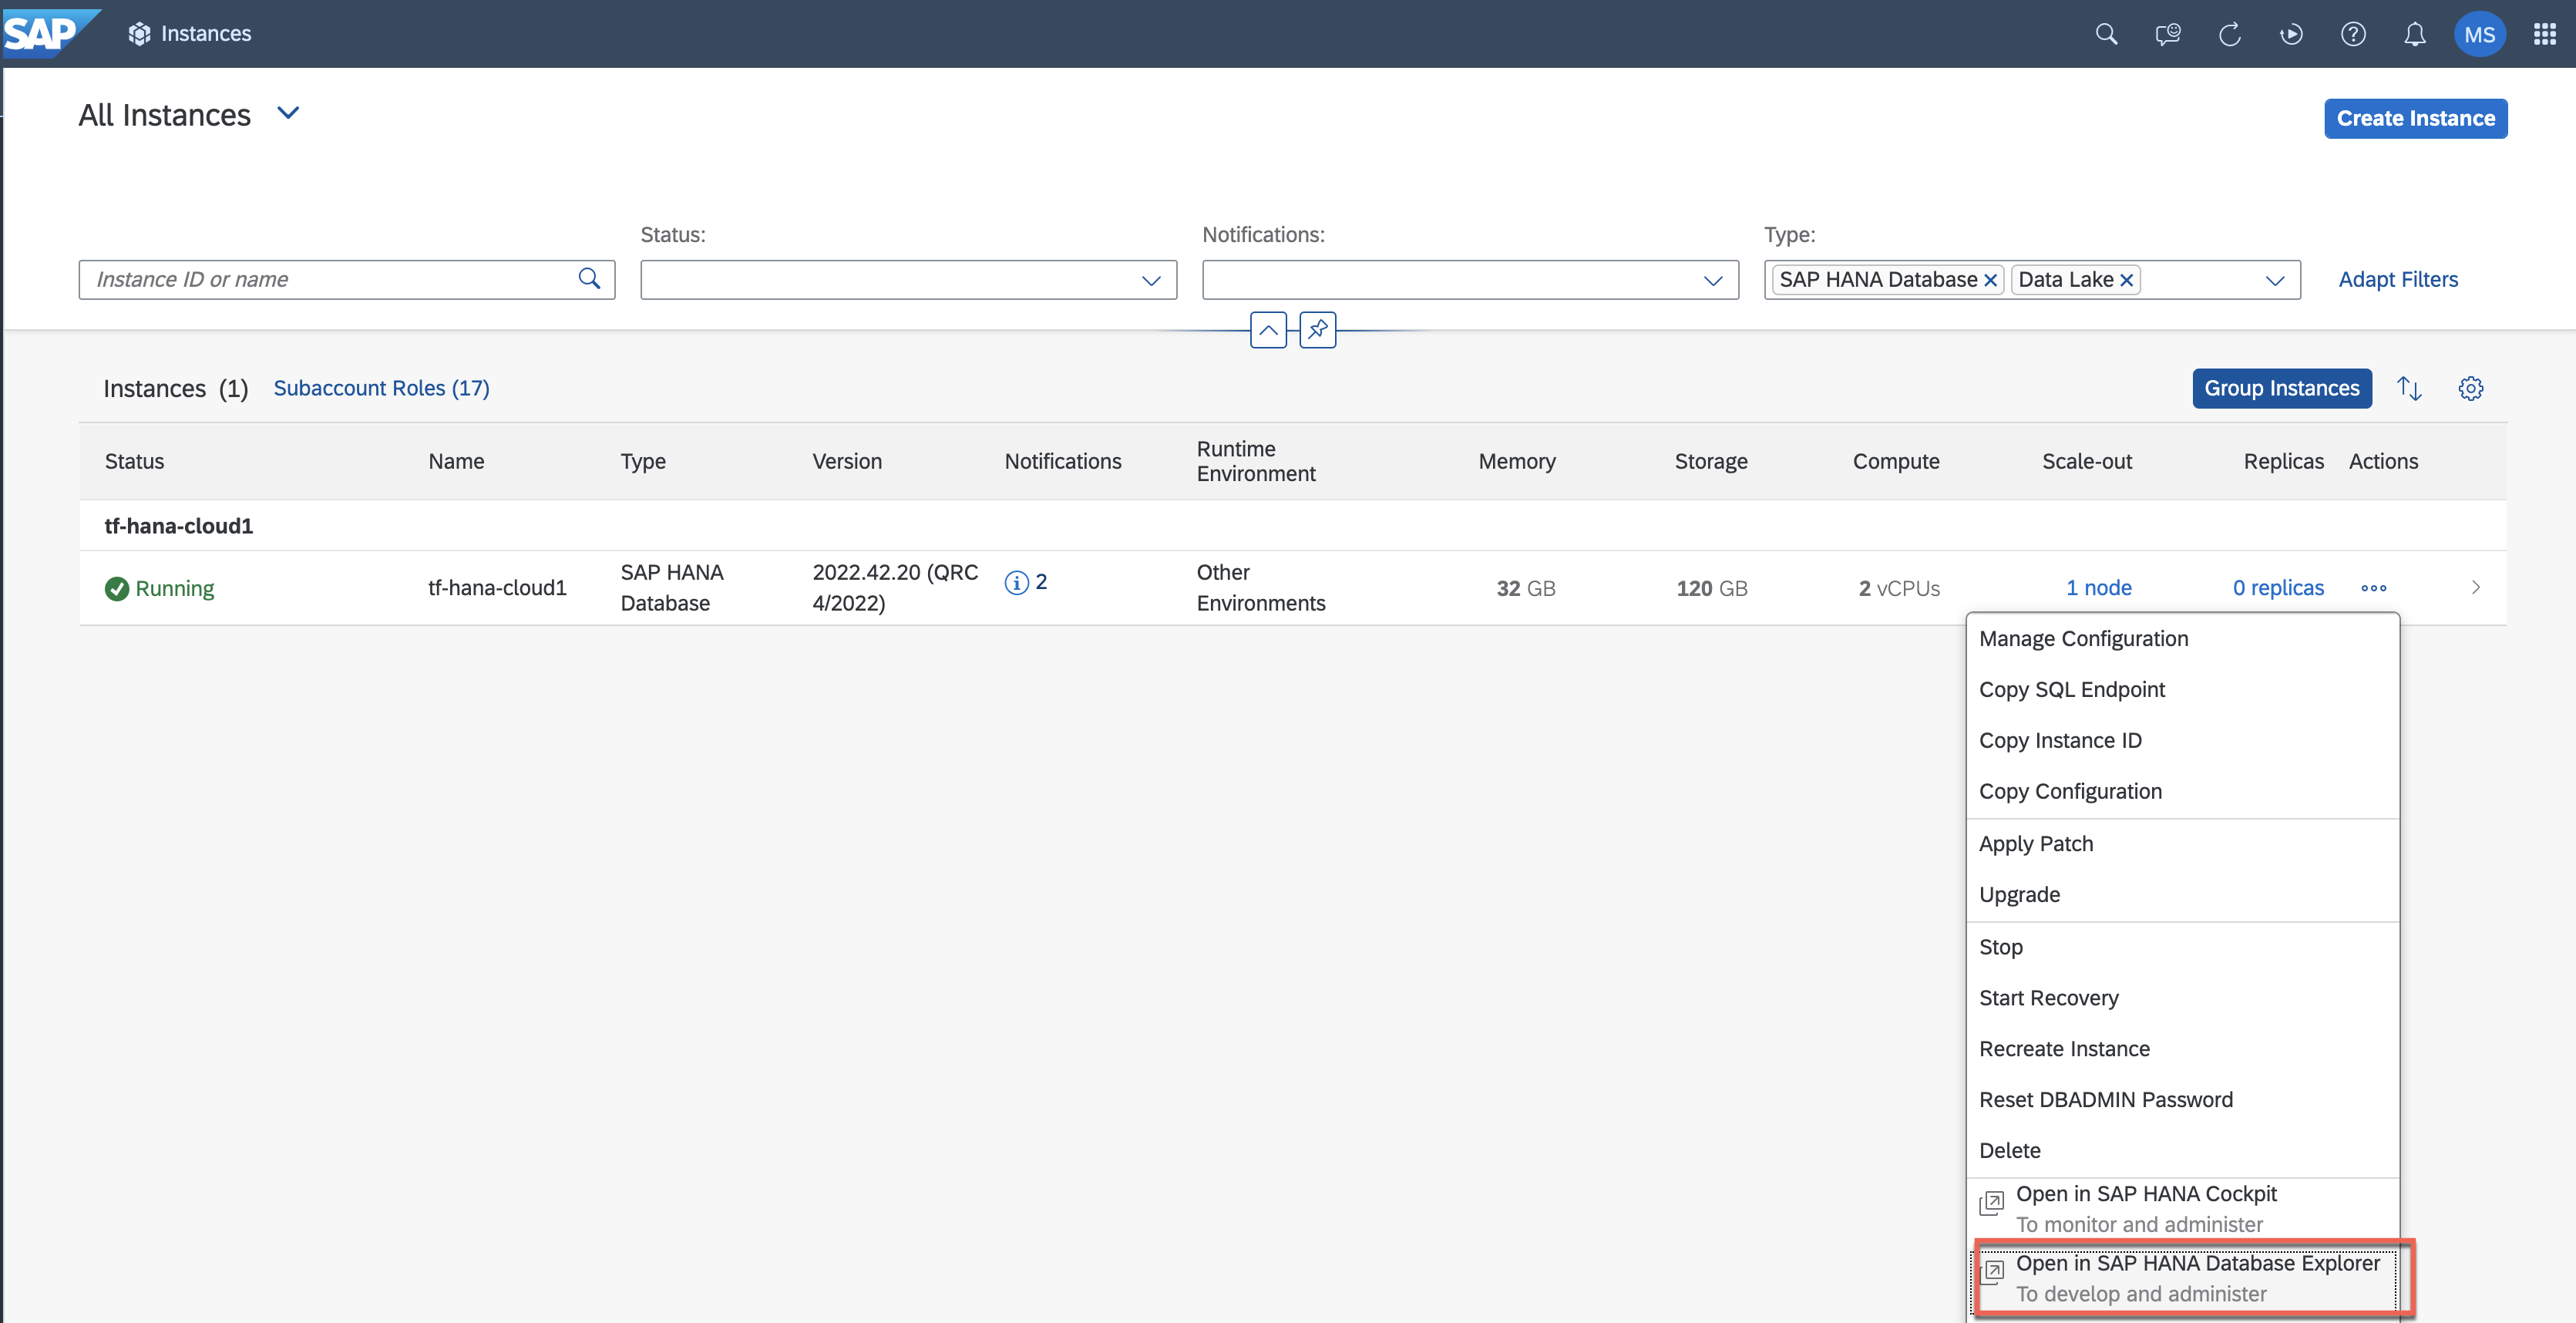 SAP Instances MS
All Instances
Create Instance
Status: Notifications: Type:
Instance ID or name SAP HANA Database Data Lake Adapt Filters
Instances (1) Subaccount Roles (17) Group Instances
Status Name Type Version Notifications Runtime Environment Memory Storage Compute Scale-out Replicas Actions
tf-hana-cloud1
Running tf-hana-cloud1 SAP HANA Database 2022.42.20 (QRC 4/2022) 2 Other Environments 32 GB 120 GB 2 vCPUs 1 node 0 replicas
Manage Configuration
Copy SQL Endpoint
Copy Instance ID
Copy Configuration
Apply Patch
Upgrade
Stop
Start Recovery
Recreate Instance
Reset DBADMIN Password
Delete
Open in SAP HANA Cockpit
To monitor and administer
Open in SAP HANA Database Explorer
To develop and administer